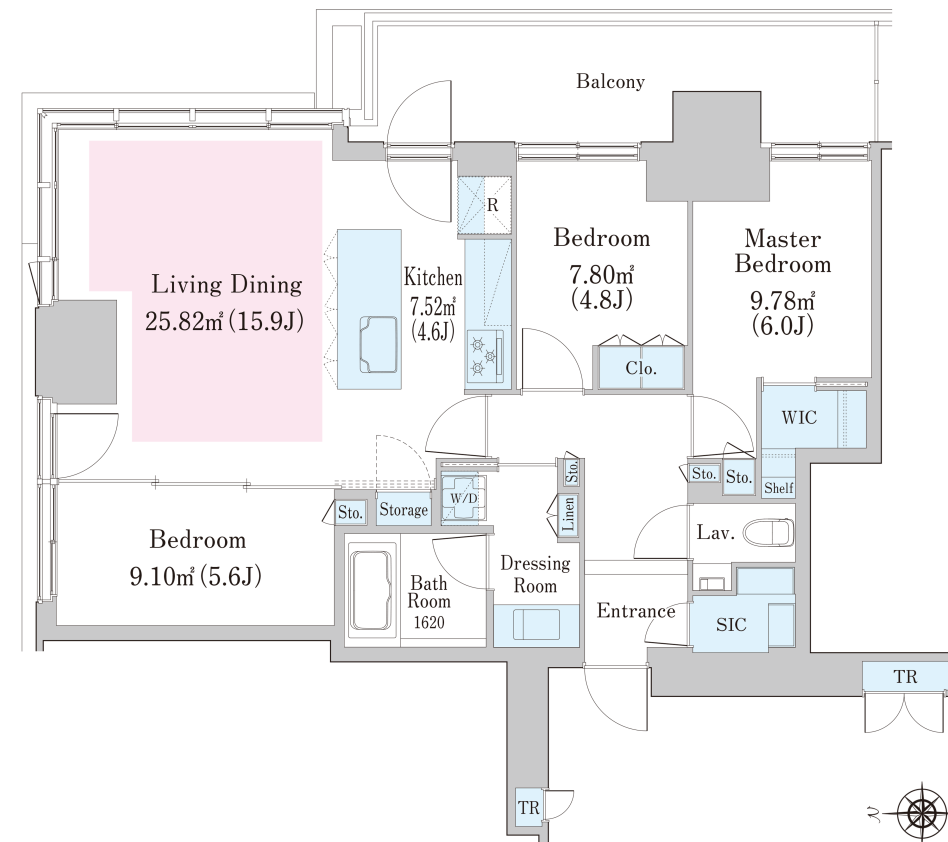 Balcony
R
Living Dining
25.82㎡(15.9J)
Kitchen
7.52㎡
(4.6J)
Bedroom
7.80㎡
(4.8J)
Master
Bedroom
9.78㎡
(6.0J)
Clo.
WIC
Shelf
Sto.
Sto.
Sto.
W/D
Storage
Sto.
Linen
Bedroom
9.10㎡(5.6J)
Bath
Room
1620
Dressing
Room
Lav.
Entrance
SIC
TR
TR
N